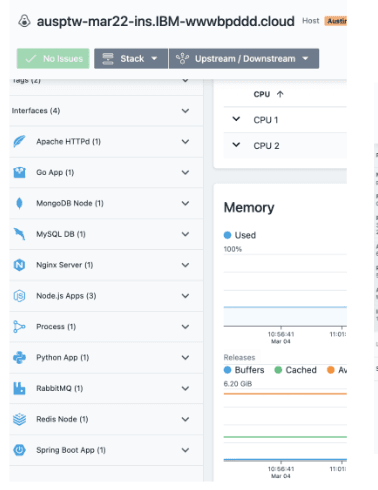 ausptw-mar22-ins.IBM-wwwbpddd.cloud Host Austin
No Issues Stack Upstream / Downstream
Tags (2)
Interfaces (4)
Apache HTTPd (1)
Go App (1)
MongoDB Node (1)
MySQL DB (1)
Nginx Server (1)
Node.js Apps (3)
Process (1)
Python App (1)
RabbitMQ (1)
Redis Node (1)
Spring Boot App (1)
CPU ↑
CPU 1
CPU 2
Memory
Used
100%
10:56:41
Mar 04
11:01:
Releases
Buffers Cached Av
6.20 GiB
10:56:41
Mar 04
11:01: